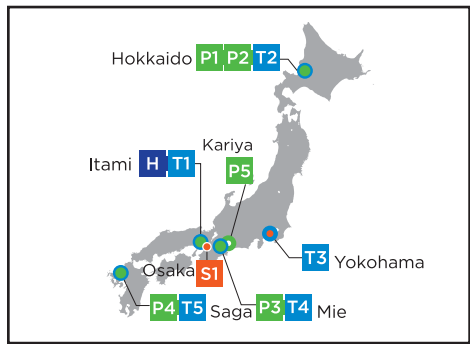 Hokkaido P1 P2 T2
Kariya
P5
Itami H T1
T3 Yokohama
Osaka S1
P4 T5 Saga P3 T4 Mie